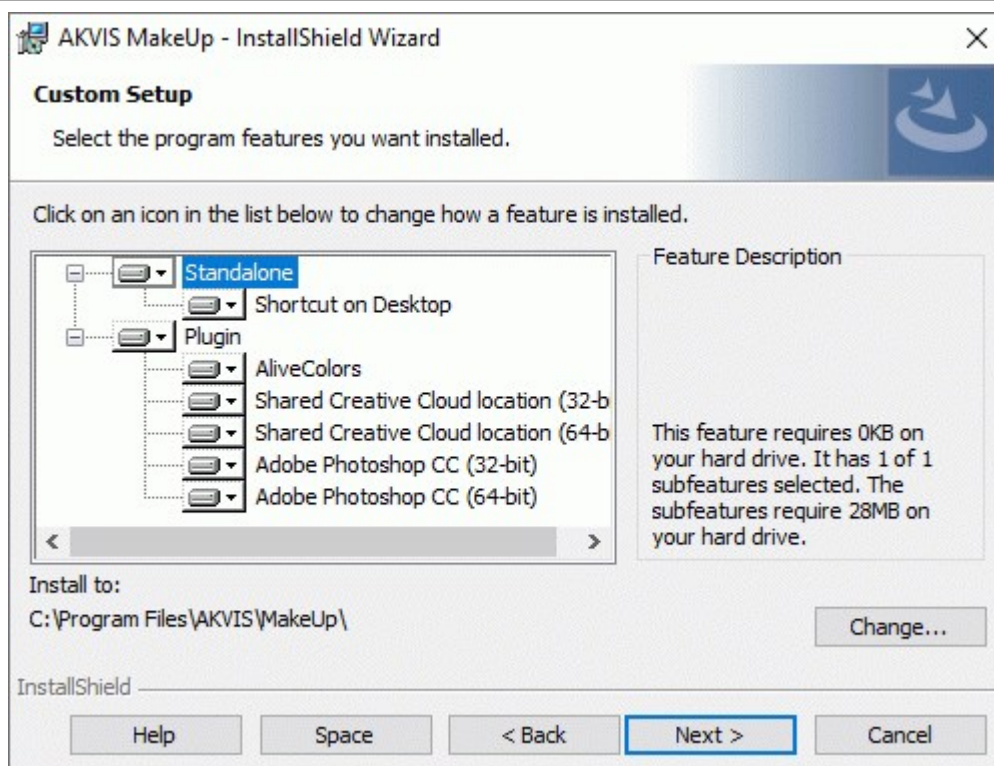 AKVIS MakeUp - InstallShield Wizard
Custom Setup
Select the program features you want installed.
Click on an icon in the list below to change how a feature is installed.
Standalone
Shortcut on Desktop
Plugin
AliveColors
Shared Creative Cloud location (32-b
Shared Creative Cloud location (64-b
Adobe Photoshop CC (32-bit)
Adobe Photoshop CC (64-bit)
Feature Description
This feature requires 0KB on
your hard drive. It has 1 of 1
subfeatures selected. The
subfeatures require 28MB on
your hard drive.
Install to:
C:\Program Files\AKVIS\MakeUp\
Change...
InstallShield
Help
Space
< Back
Next >
Cancel